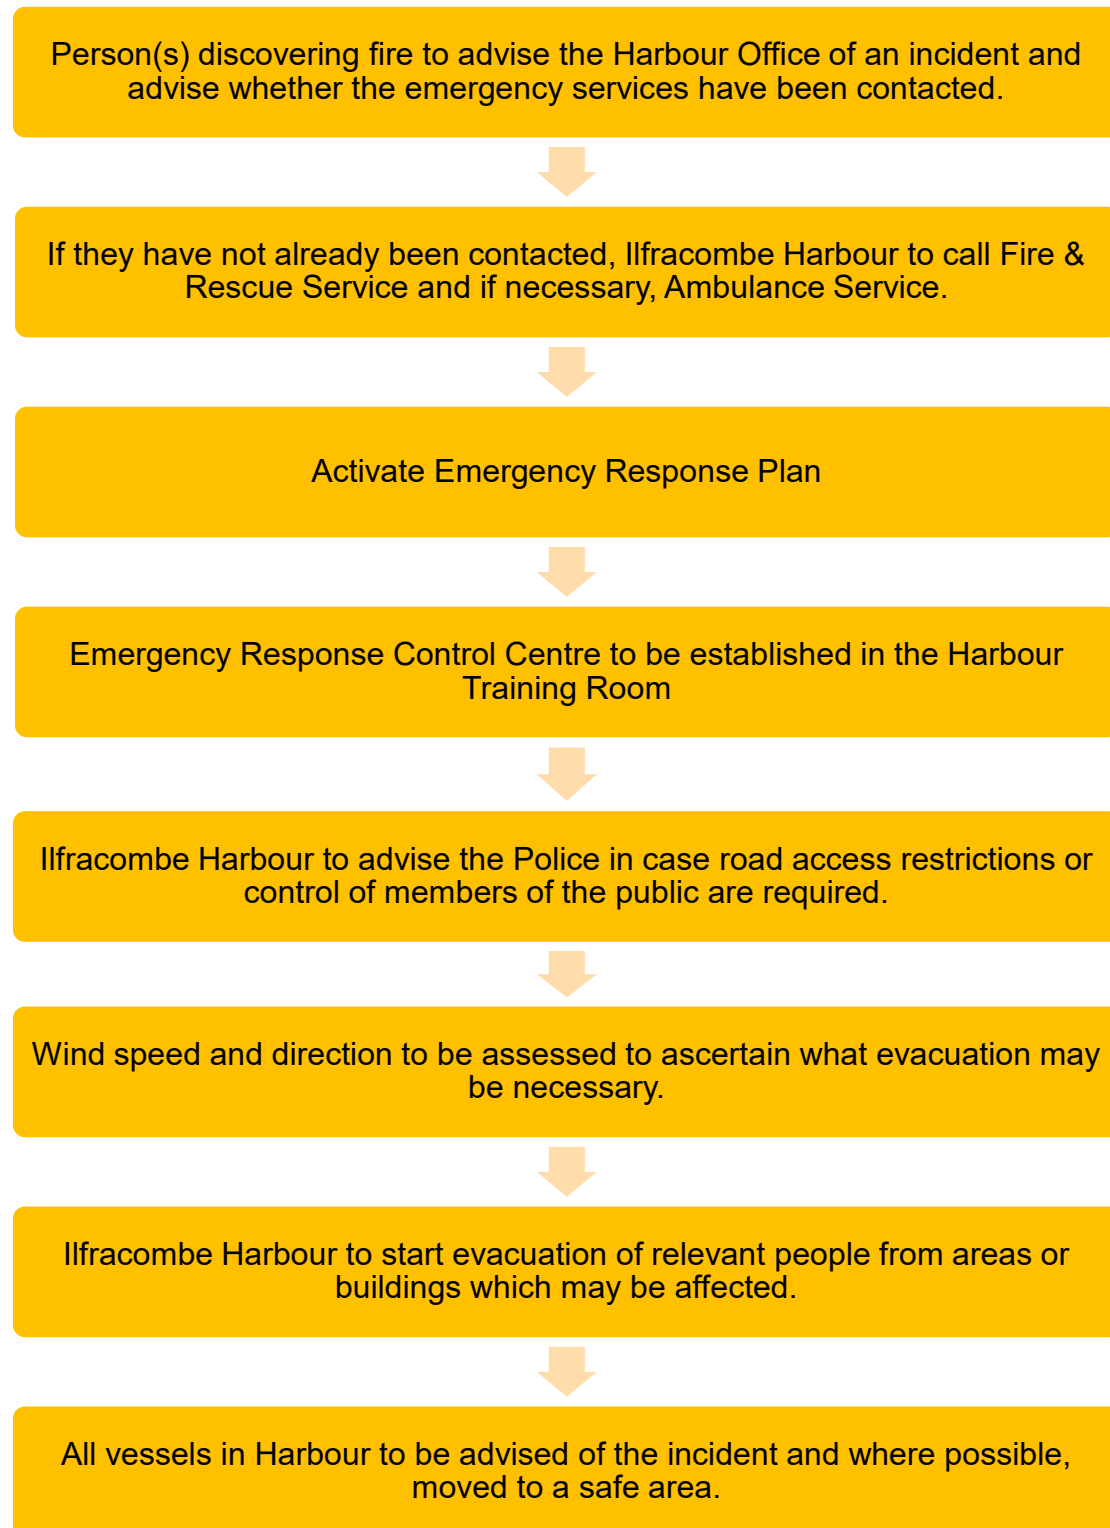 Person(s) discovering fire to advise the Harbour Office of an incident and
advise whether the emergency services have been contacted.
If they have not already been contacted, Ilfracombe Harbour to call Fire &
Rescue Service and if necessary, Ambulance Service.
Activate Emergency Response Plan
Emergency Response Control Centre to be established in the Harbour
Training Room
Ilfracombe Harbour to advise the Police in case road access restrictions or
control of members of the public are required.
Wind speed and direction to be assessed to ascertain what evacuation may
be necessary.
Ilfracombe Harbour to start evacuation of relevant people from areas or
buildings which may be affected.
All vessels in Harbour to be advised of the incident and where possible,
moved to a safe area.